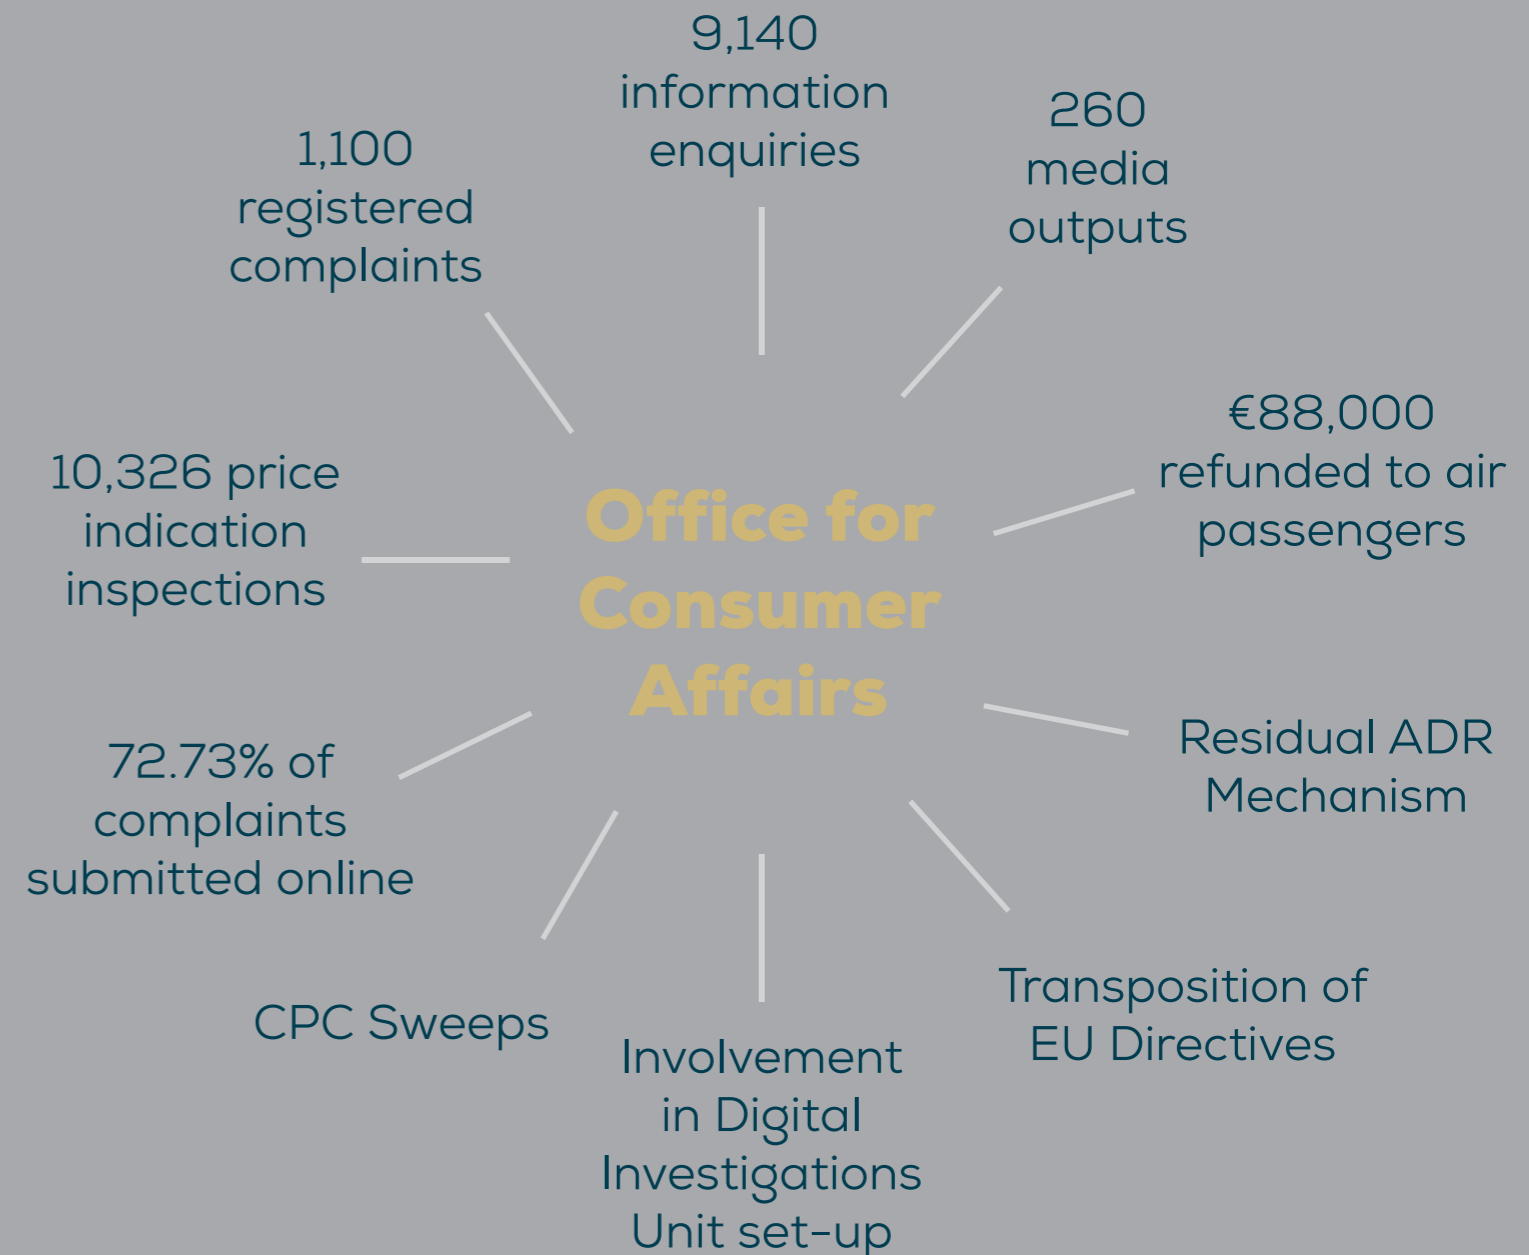 9,140
information
enquiries
260
media
outputs
1,100
registered
complaints
€88,000
refunded to air
passengers
10,326 price
indication
inspections
Office for
Consumer
Affairs
Residual ADR
Mechanism
72.73% of
complaints
submitted online
Transposition of
EU Directives
CPC Sweeps
Involvement
in Digital
Investigations
Unit set-up